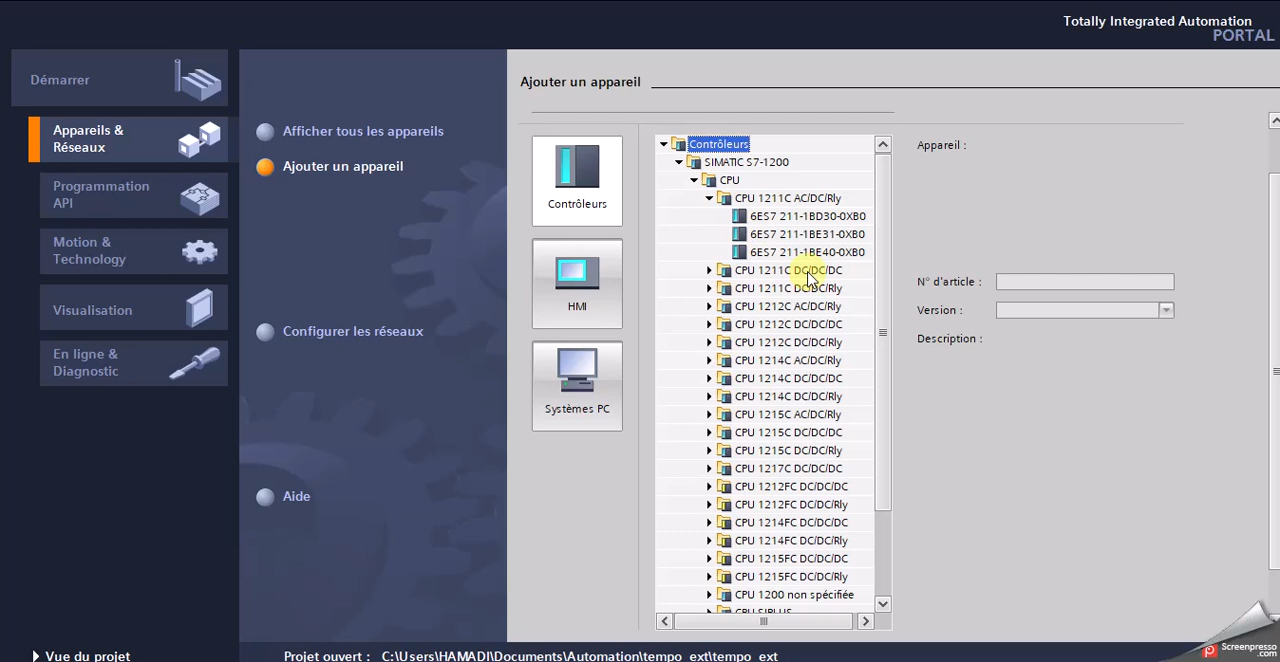 Totally Integrated Automation
PORTAL
Démarrer
Appareils &
Réseaux
Programmation
API
Motion &
Technology
Visualisation
En ligne &
Diagnostic
Vue du projet
Afficher tous les appareils
Ajouter un appareil
Configurer les réseaux
Aide
Ajouter un appareil
Contrôleurs
HMI
Systèmes PC
Contrôleurs
SIMATIC S7-1200
CPU
CPU 1211C AC/DC/Rly
6ES7 211-1BD30-0XB0
6ES7 211-1BE31-0XB0
6ES7 211-1BE40-0XB0
CPU 1211C DC/DC/DC
CPU 1211C DC/DC/Rly
CPU 1212C AC/DC/Rly
CPU 1212C DC/DC/DC
CPU 1212C DC/DC/Rly
CPU 1214C AC/DC/Rly
CPU 1214C DC/DC/DC
CPU 1214C DC/DC/Rly
CPU 1215C AC/DC/Rly
CPU 1215C DC/DC/DC
CPU 1215C DC/DC/Rly
CPU 1217C DC/DC/DC
CPU 1212FC DC/DC/DC
CPU 1212FC DC/DC/Rly
CPU 1214FC DC/DC/DC
CPU 1214FC DC/DC/Rly
CPU 1215FC DC/DC/DC
CPU 1215FC DC/DC/Rly
CPU 1200 non spécifiée
CPU SIPLUS
Appareil :
N° d'article :
Version :
Description :
Projet ouvert : C:\Users\HAMADI\Documents\Automation\tempo_ext\tempo_ext
Screenpresso
.com